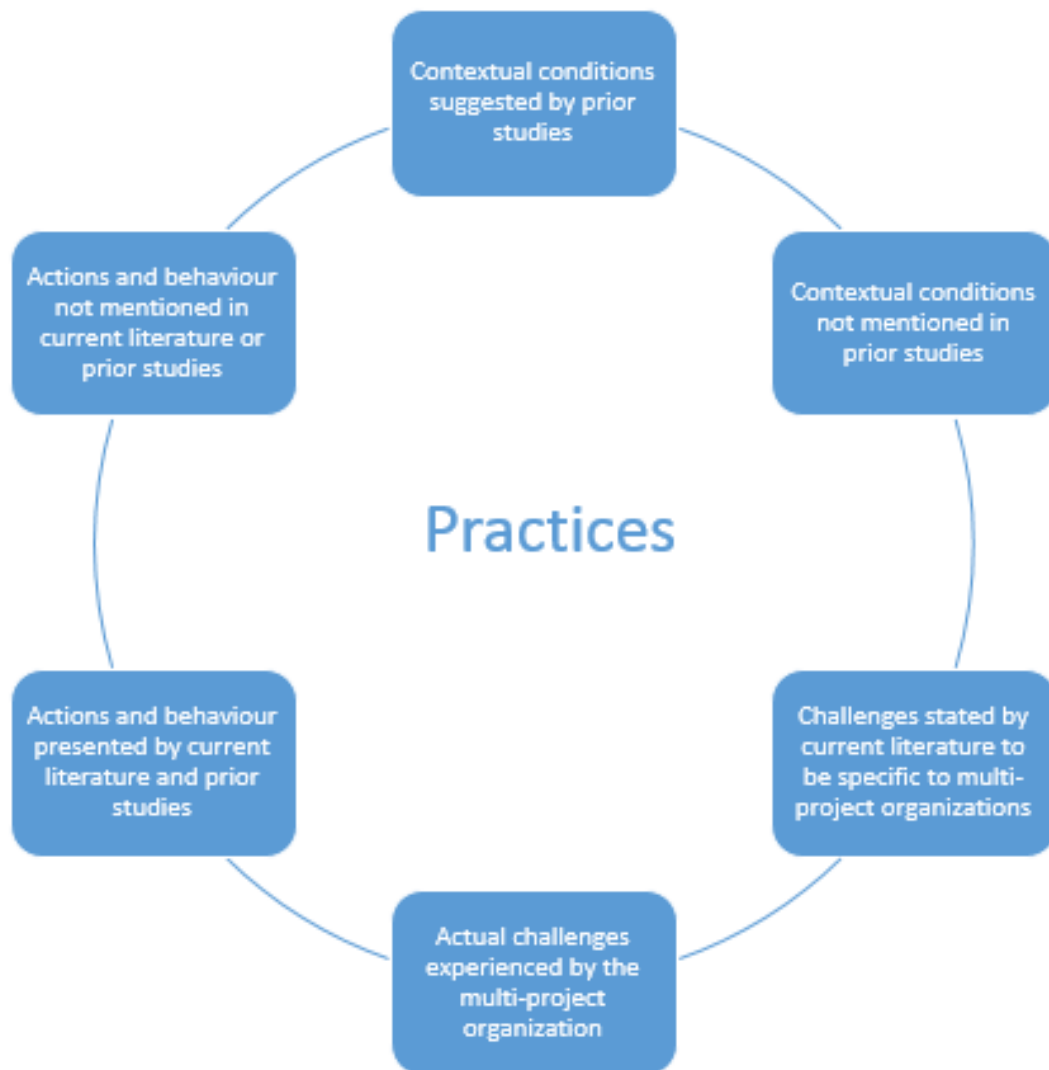 Contextual conditions
suggested by prior
studies
Contextual conditions
not mentioned in
prior studies
Challenges stated by
current literature to
be specific to multi-
project organizations
Actual challenges
experienced by the
multi-project
organization
Actions and behaviour
presented by current
literature and prior
studies
Actions and behaviour
not mentioned in
current literature or
prior studies
Practices